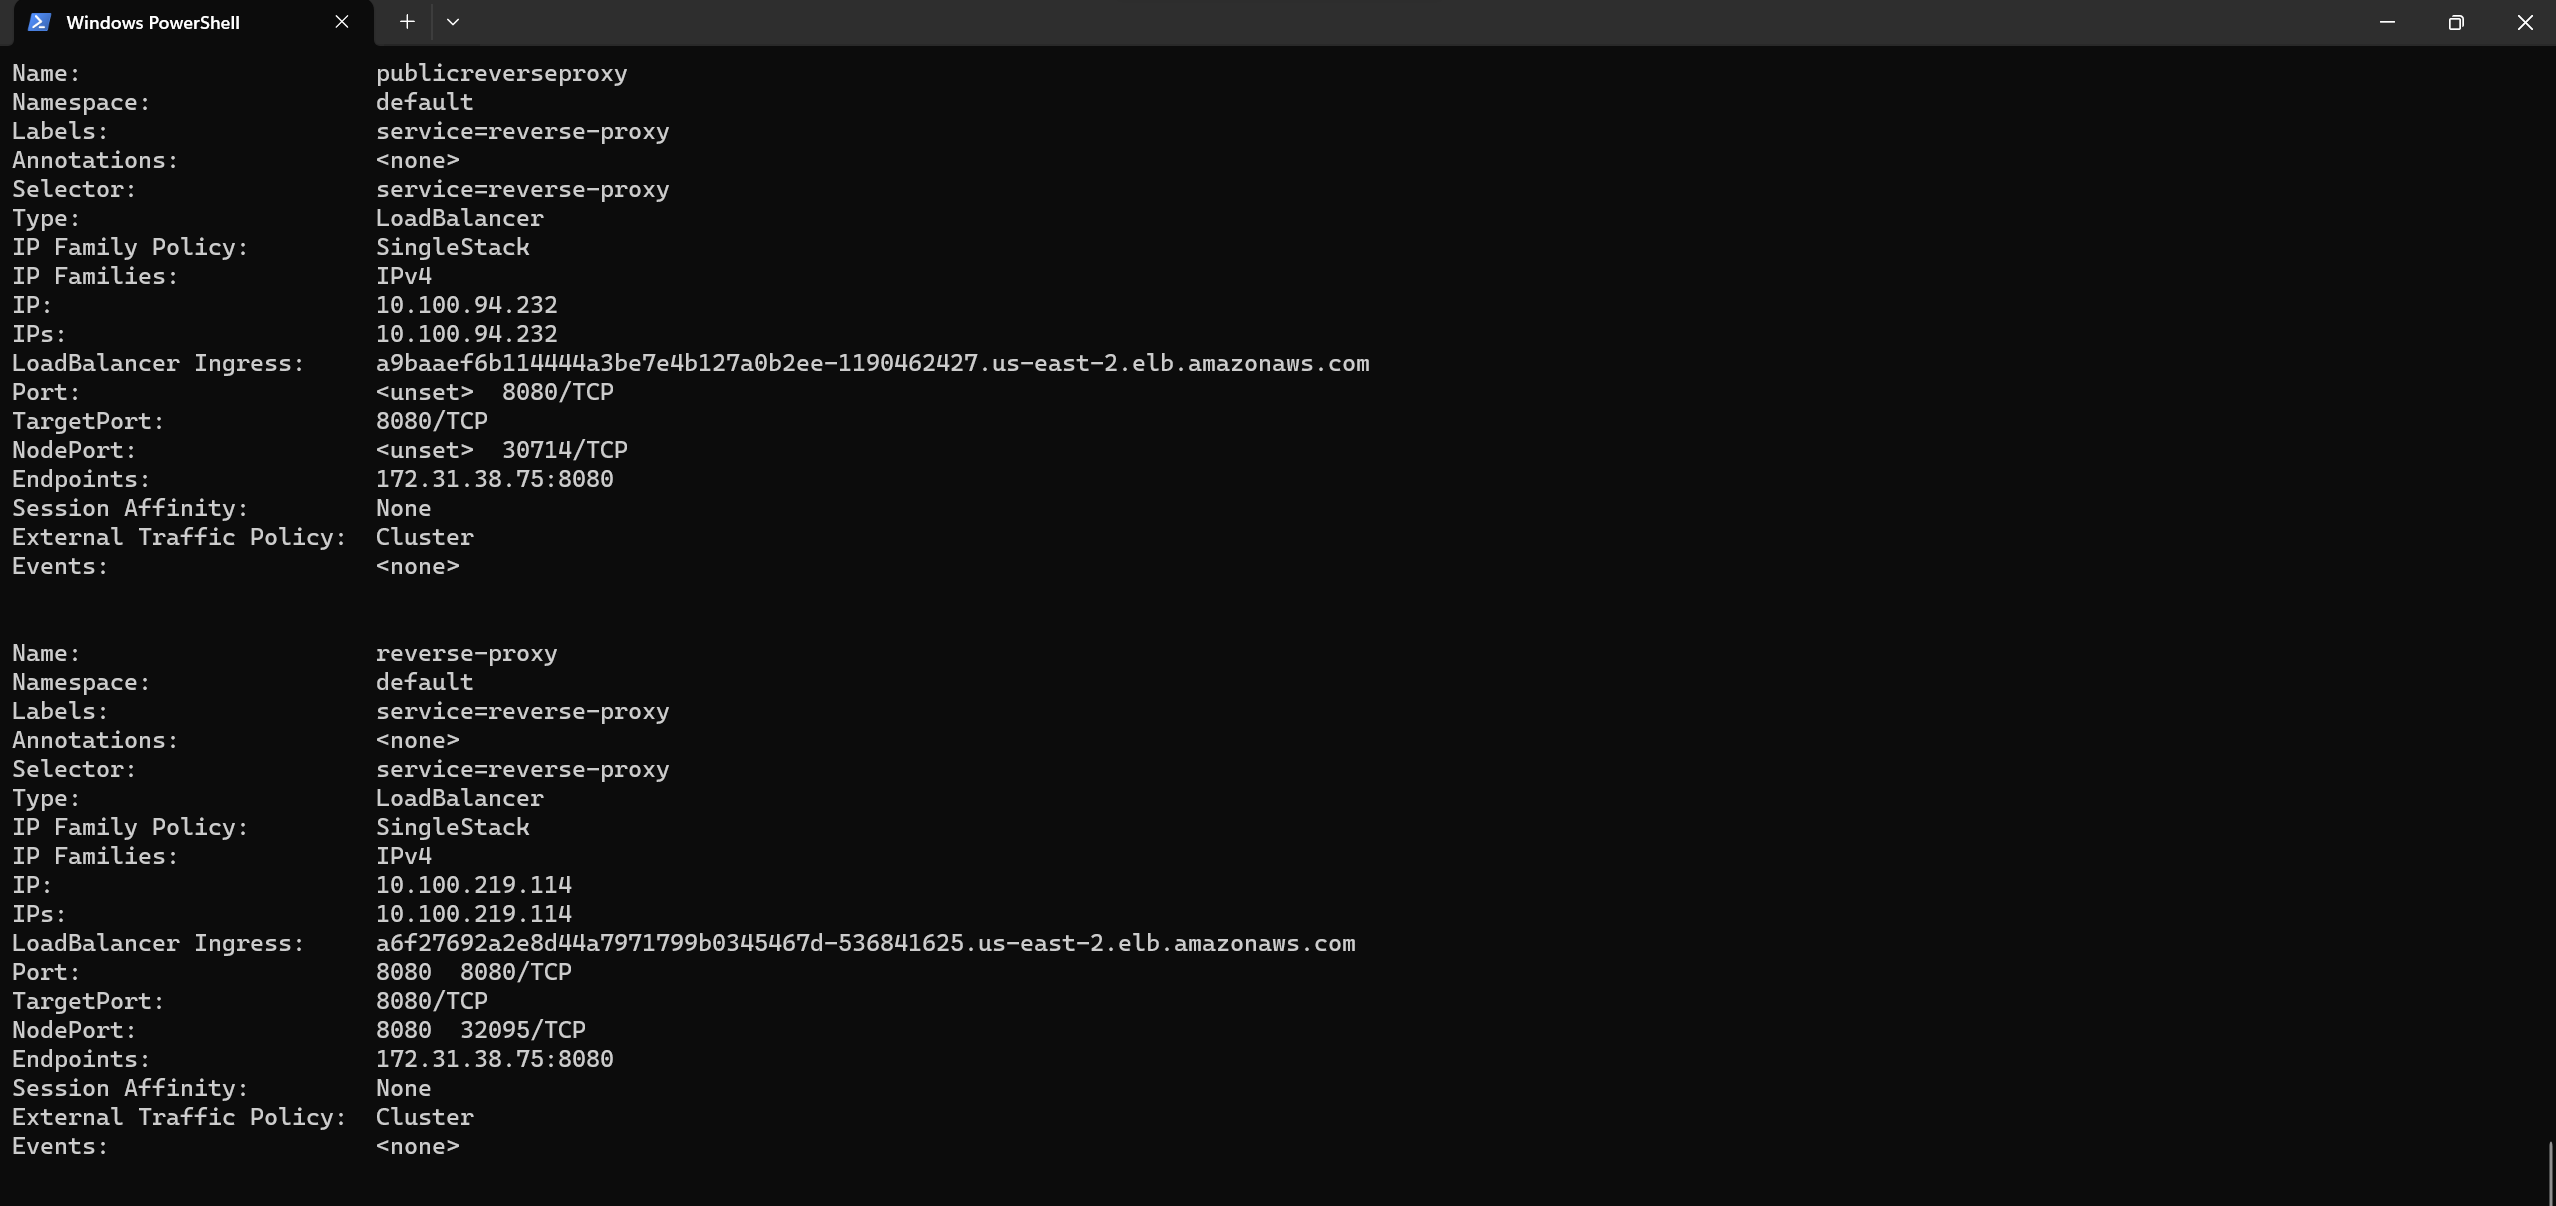 Windows PowerShell
Name: publicreverseproxy
Namespace: default
Labels: service=reverse-proxy
Annotations: <none>
Selector: service=reverse-proxy
Type: LoadBalancer
IP Family Policy: SingleStack
IP Families: IPv4
IP: 10.100.94.232
IPs: 10.100.94.232
LoadBalancer Ingress: a9baaef6b114444a3be7e4b127a0b2ee-1190462427.us-east-2.elb.amazonaws.com
Port: <unset> 8080/TCP
TargetPort: 8080/TCP
NodePort: <unset> 30714/TCP
Endpoints: 172.31.38.75:8080
Session Affinity: None
External Traffic Policy: Cluster
Events: <none>
Name: reverse-proxy
Namespace: default
Labels: service=reverse-proxy
Annotations: <none>
Selector: service=reverse-proxy
Type: LoadBalancer
IP Family Policy: SingleStack
IP Families: IPv4
IP: 10.100.219.114
IPs: 10.100.219.114
LoadBalancer Ingress: a6f27692a2e8d44a7971799b0345467d-536841625.us-east-2.elb.amazonaws.com
Port: 8080 8080/TCP
TargetPort: 8080/TCP
NodePort: 8080 32095/TCP
Endpoints: 172.31.38.75:8080
Session Affinity: None
External Traffic Policy: Cluster
Events: <none>